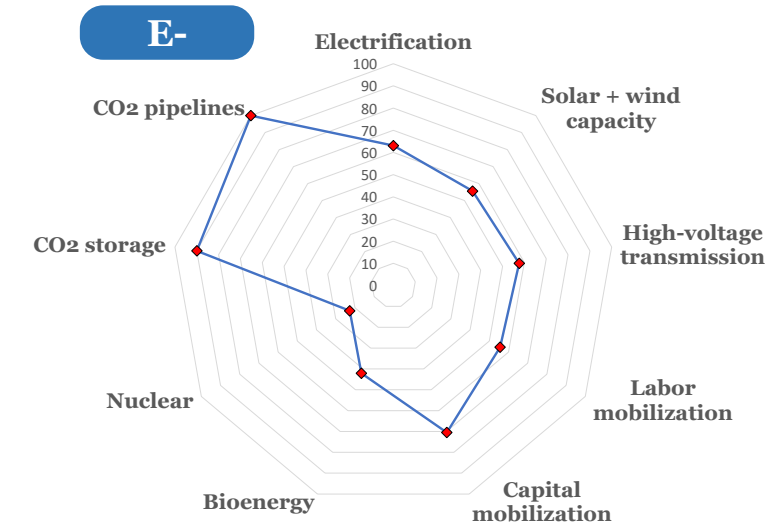 E-
Electrification
100
90
80
70
60
50
40
30
20
10
0
Solar + wind
capacity
High-voltage
transmission
Labor
mobilization
Capital
mobilization
Bioenergy
Nuclear
CO2 storage
CO2 pipelines